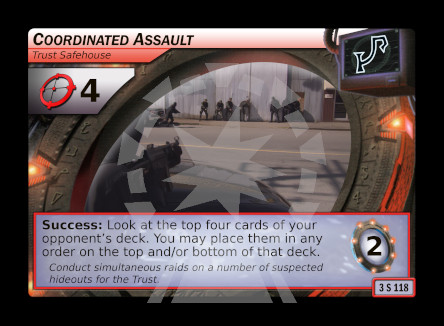 COORDINATED ASSAULT
Trust Safehouse
4
Success: Look at the top four cards of your
opponent's deck. You may place them in any
order on the top and/or bottom of that deck.
Conduct simultaneous raids on a number of suspected
hideouts for the Trust.
2
3 S 118